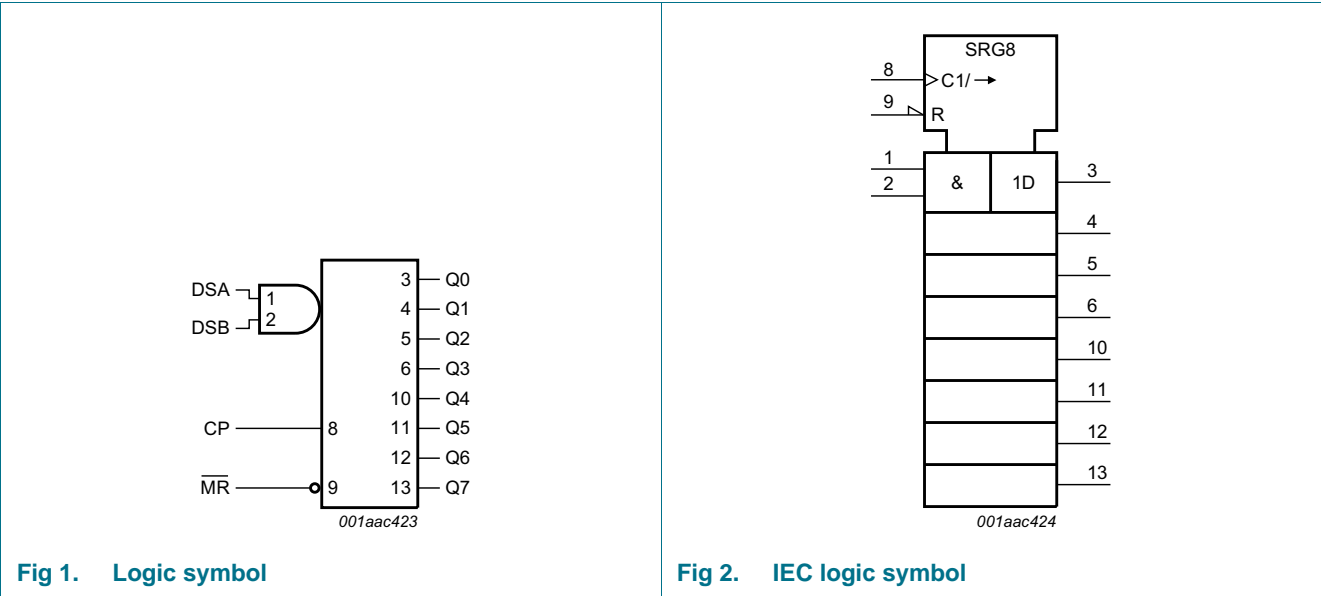 DSA
DSB
1
2
CP
8
MR
9
3 Q0
4 Q1
5 Q2
6 Q3
10 Q4
11 Q5
12 Q6
13 Q7
001aac423
Fig 1. Logic symbol
SRG8
8 C1/→
9 R
1
2
& 1D 3
4
5
6
10
11
12
13
001aac424
Fig 2. IEC logic symbol